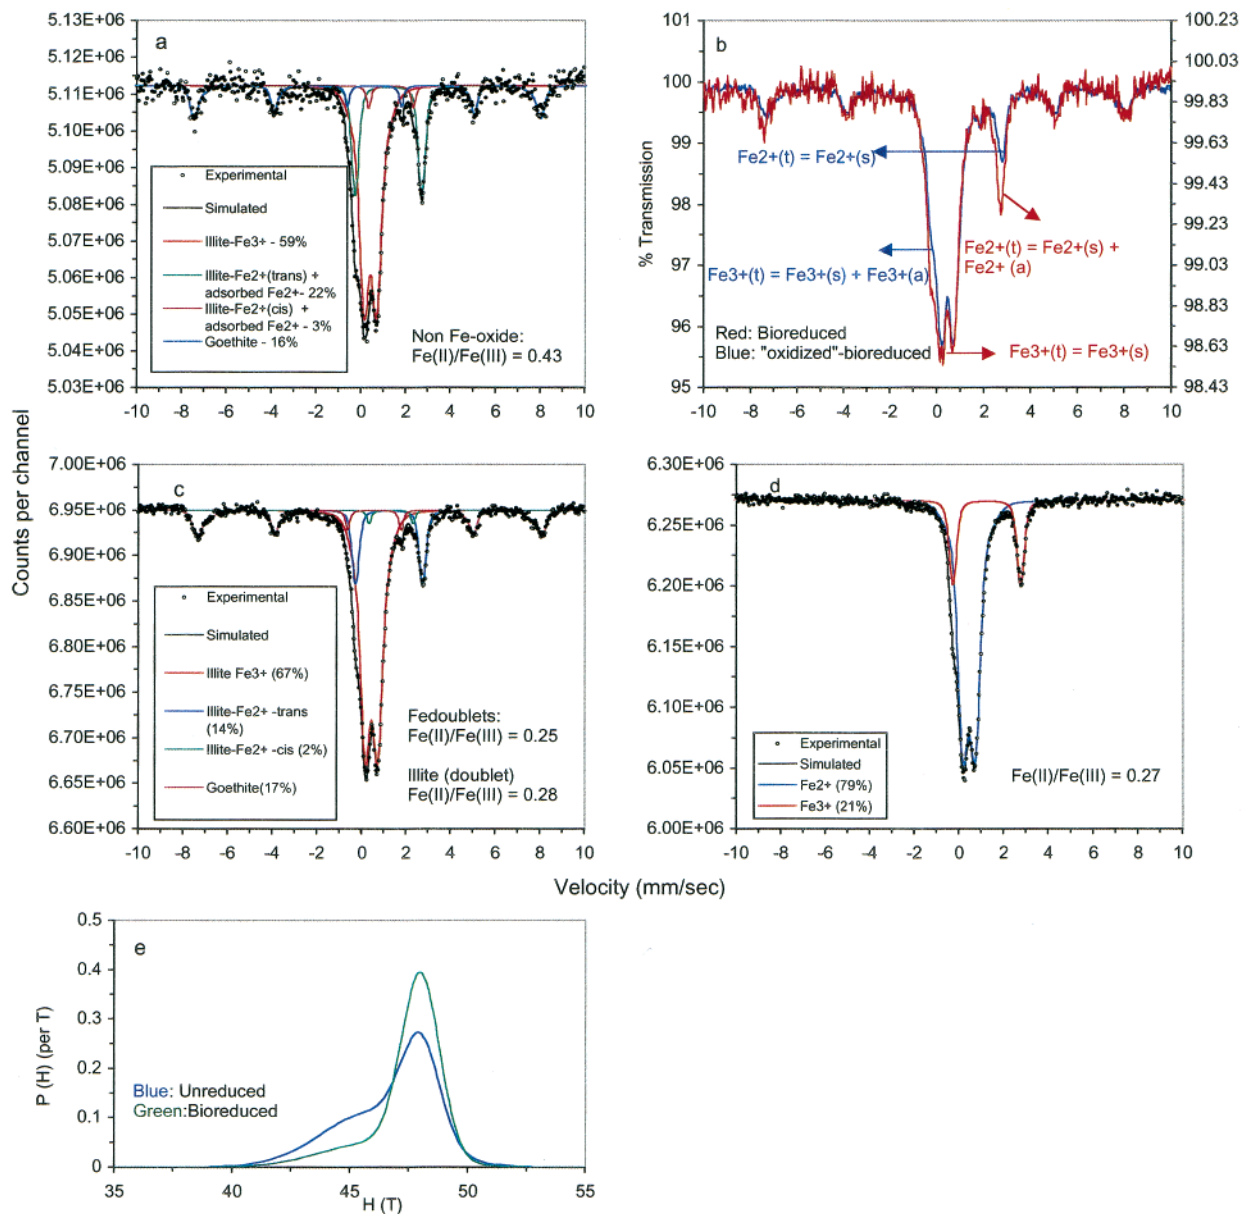 a
5.13E+06
5.12E+06
5.11E+06
5.10E+06
5.09E+06
5.08E+06
5.07E+06
5.06E+06
5.05E+06
5.04E+06
5.03E+06
Experimental
Simulated
Illite-Fe3+ - 59%
Illite-Fe2+(trans) +
adsorbed Fe2+- 22%
Illite-Fe2+(cis) +
adsorbed Fe2+ - 3%
Goethite - 16%
Non Fe-oxide:
Fe(II)/Fe(III) = 0.43
-10 -8 -6 -4 -2 0 2 4 6 8 10
b
101
100
99
98
97
96
95
% Transmission
100.23
100.03
99.83
99.63
99.43
99.23
99.03
98.83
98.63
98.43
Fe2+(t) = Fe2+(s)
Fe2+(t) = Fe2+(s) +
Fe2+ (a)
Fe3+(t) = Fe3+(s) + Fe3+(a)
Red: Bioreduced
Blue: "oxidized"-bioreduced
Fe3+(t) = Fe3+(s)
-10 -8 -6 -4 -2 0 2 4 6 8 10
Counts per channel
c
7.00E+06
6.95E+06
6.90E+06
6.85E+06
6.80E+06
6.75E+06
6.70E+06
6.65E+06
6.60E+06
Experimental
Simulated
Illite Fe3+ (67%)
Illite-Fe2+ -trans
(14%)
Illite-Fe2+ -cis (2%)
Goethite(17%)
Fedoublets:
Fe(II)/Fe(III) = 0.25
Illite (doublet)
Fe(II)/Fe(III) = 0.28
-10 -8 -6 -4 -2 0 2 4 6 8 10
d
6.30E+06
6.25E+06
6.20E+06
6.15E+06
6.10E+06
6.05E+06
6.00E+06
Experimental
Simulated
Fe2+ (79%)
Fe3+ (21%)
Fe(II)/Fe(III) = 0.27
-10 -8 -6 -4 -2 0 2 4 6 8 10
Velocity (mm/sec)
e
0.5
0.4
0.3
0.2
0.1
0
P (H) (per T)
Blue: Unreduced
Green:Bioreduced
35 40 45 50 55
H (T)